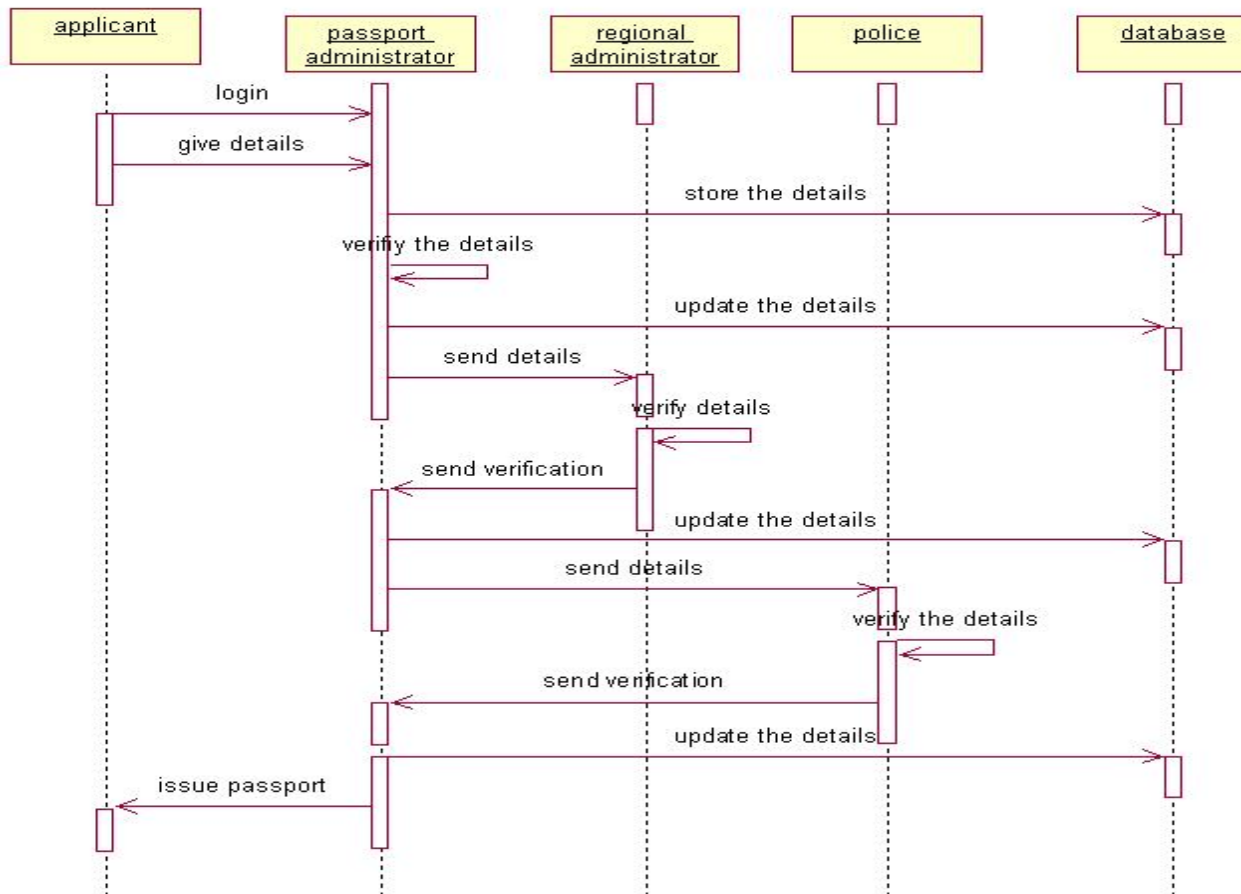 applicant
passport
administrator
regional
administrator
police
database
login
give details
store the details
verifiy the details
update the details
send details
verify details
send verification
update the details
send details
verify the details
send verification
update the details
issue passport